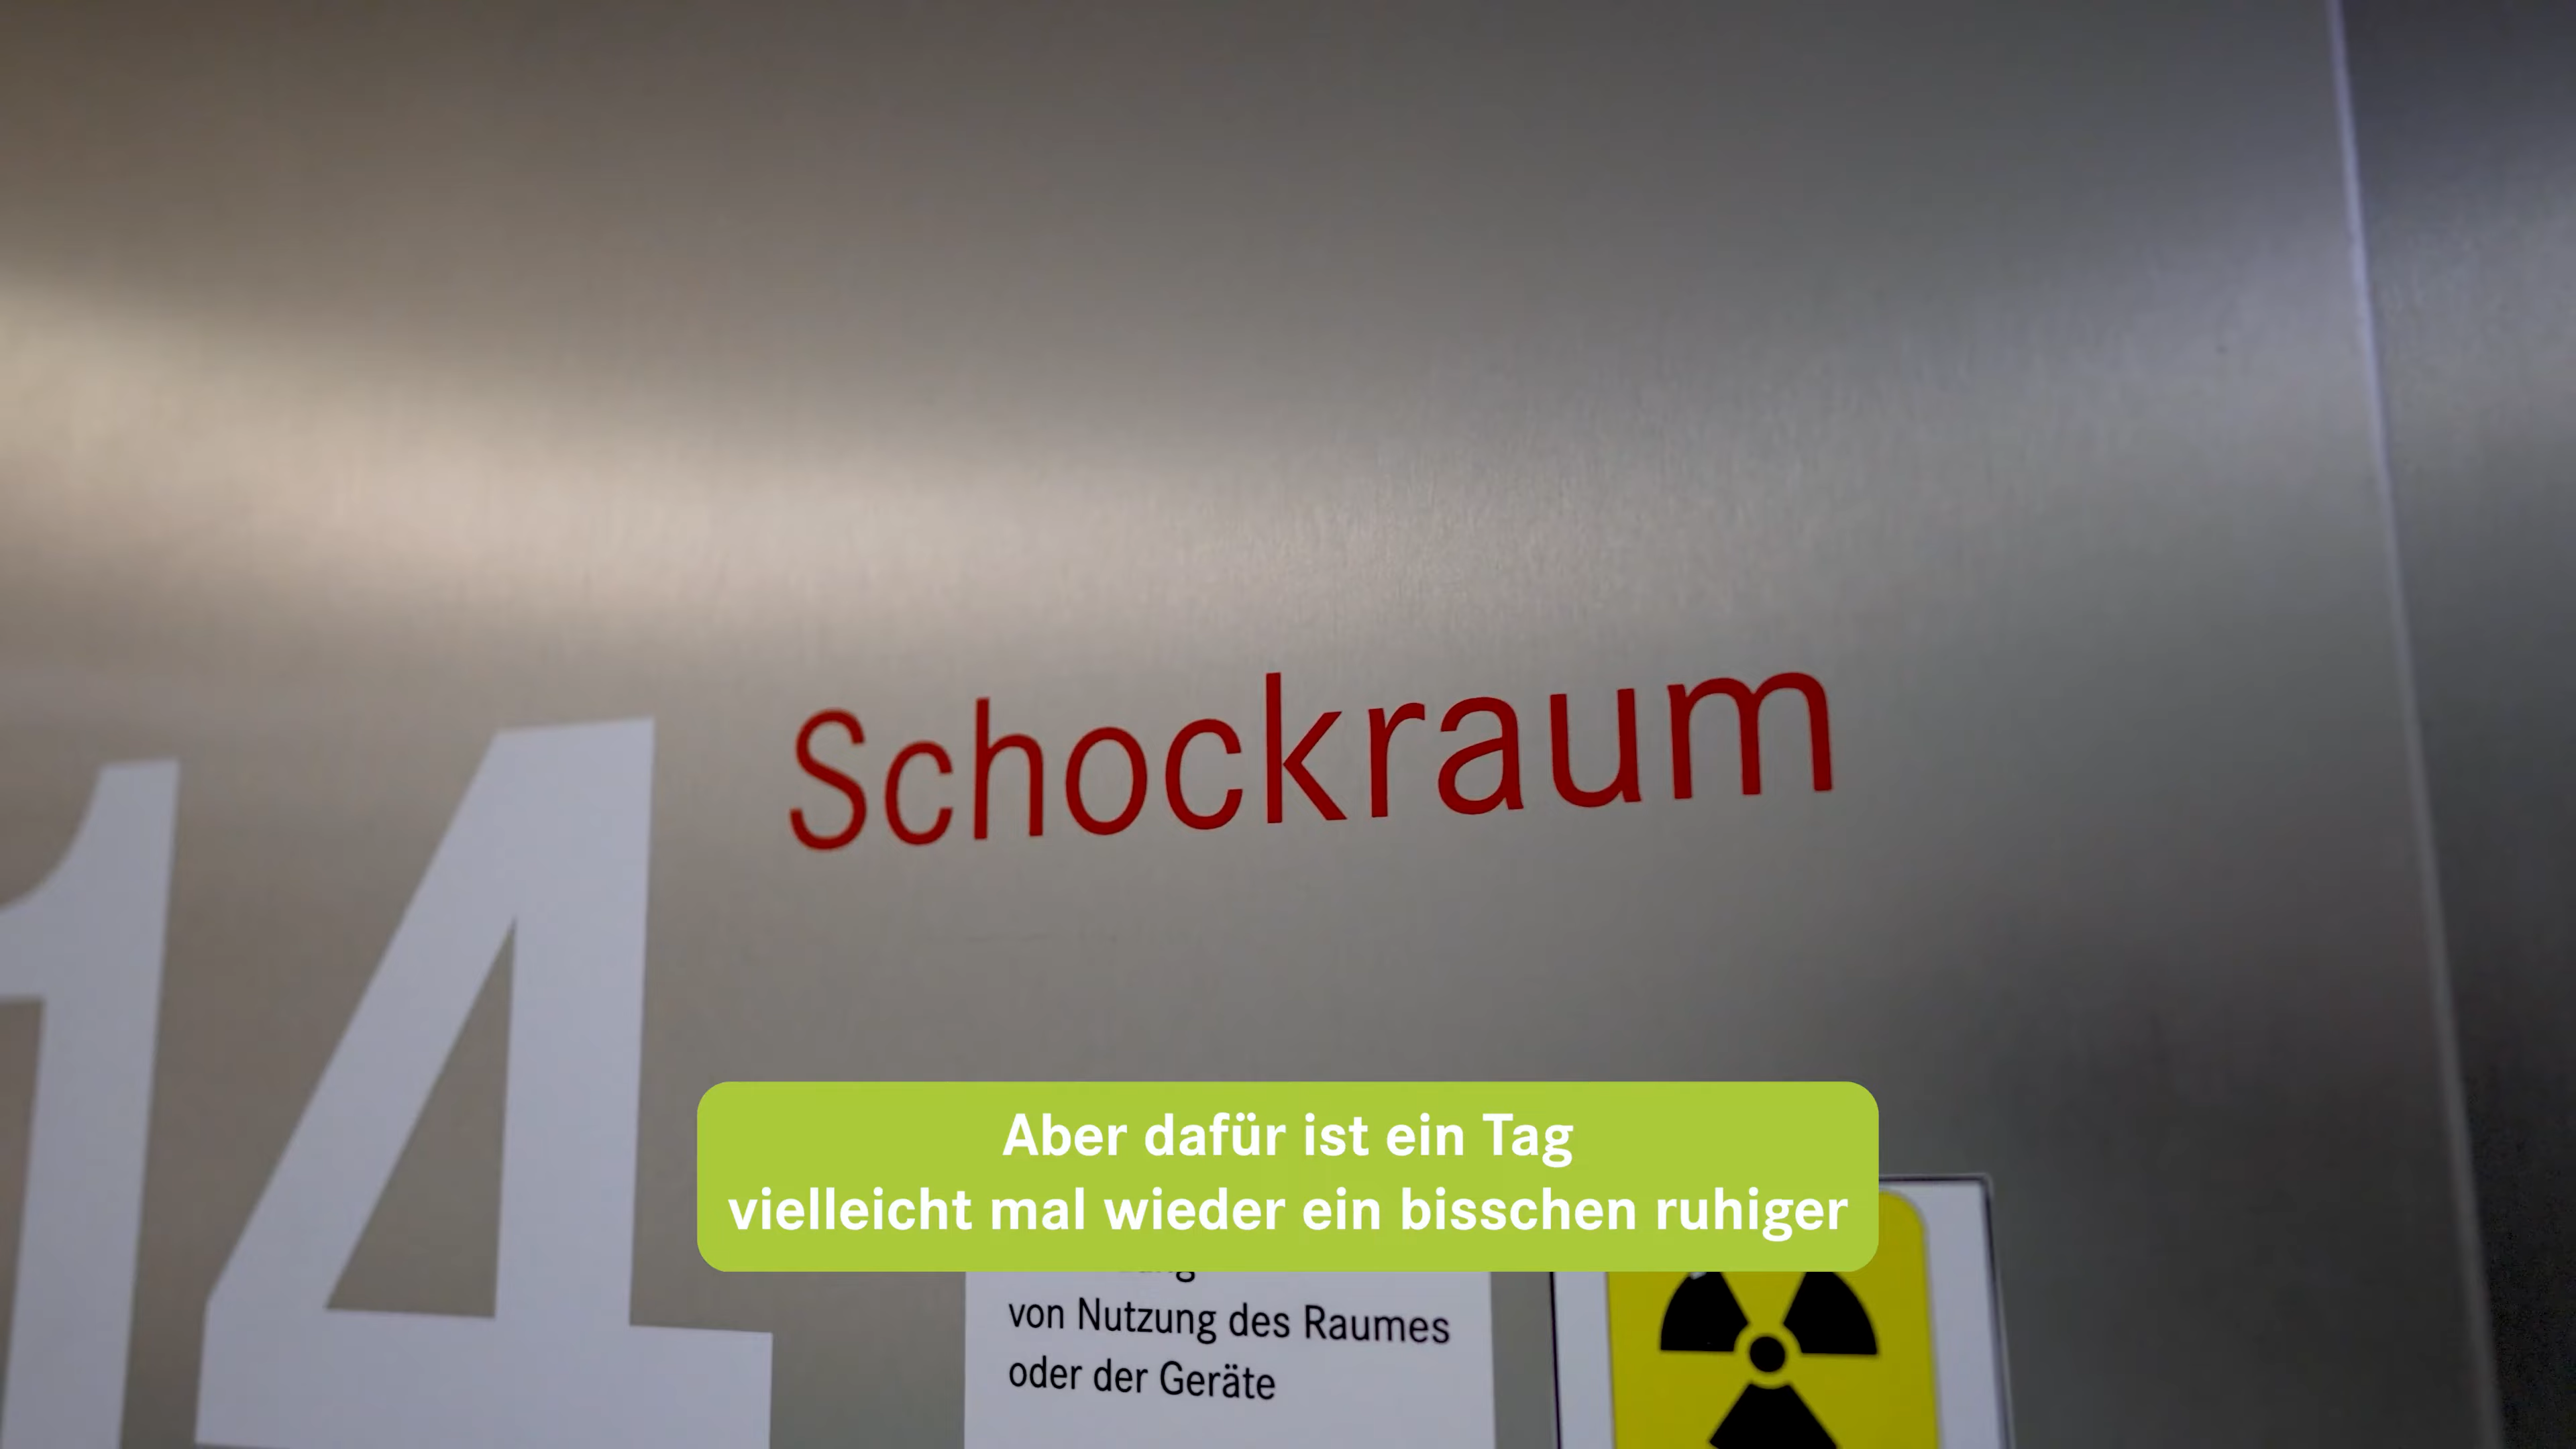 14
Schockraum
Aber dafür ist ein Tag
vielleicht mal wieder ein bisschen ruhiger
von Nutzung des Raumes
oder der Geräte